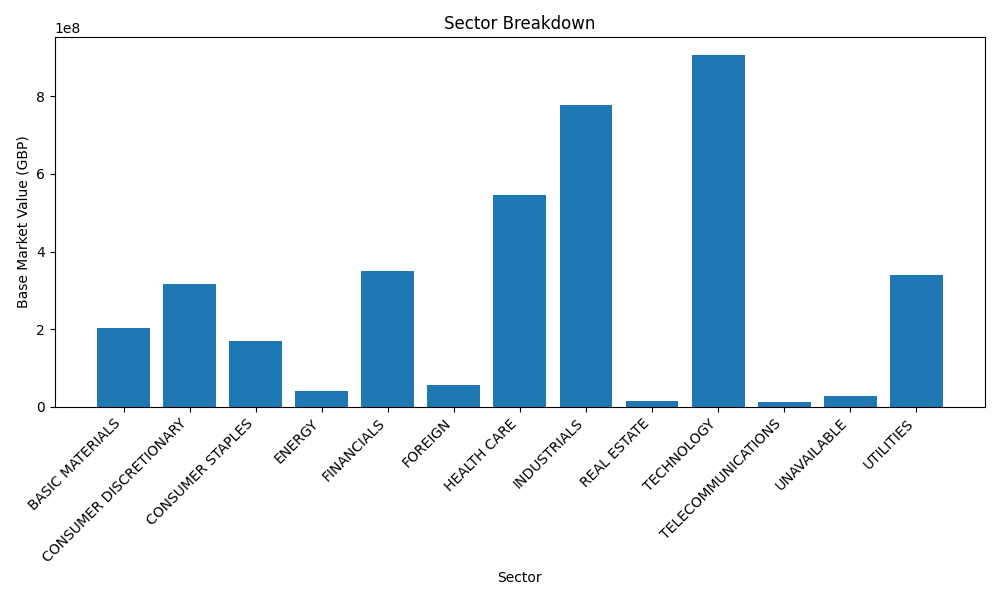 Sector Breakdown
1e8
Base Market Value (GBP)
8
6
4
2
0
BASIC MATERIALS
CONSUMER DISCRETIONARY
CONSUMER STAPLES
ENERGY
FINANCIALS
FOREIGN
HEALTH CARE
INDUSTRIALS
REAL ESTATE
TECHNOLOGY
TELECOMMUNICATIONS
UNAVAILABLE
UTILITIES
Sector